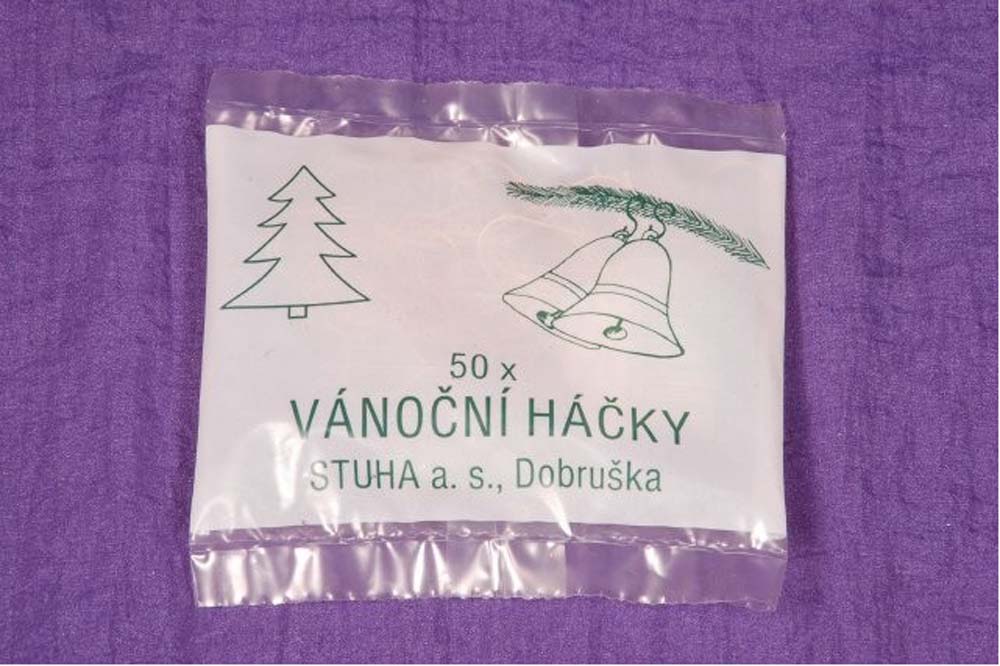 50 x
VÁNOČNÍ HÁČKY
STUHA a. s., Dobruška